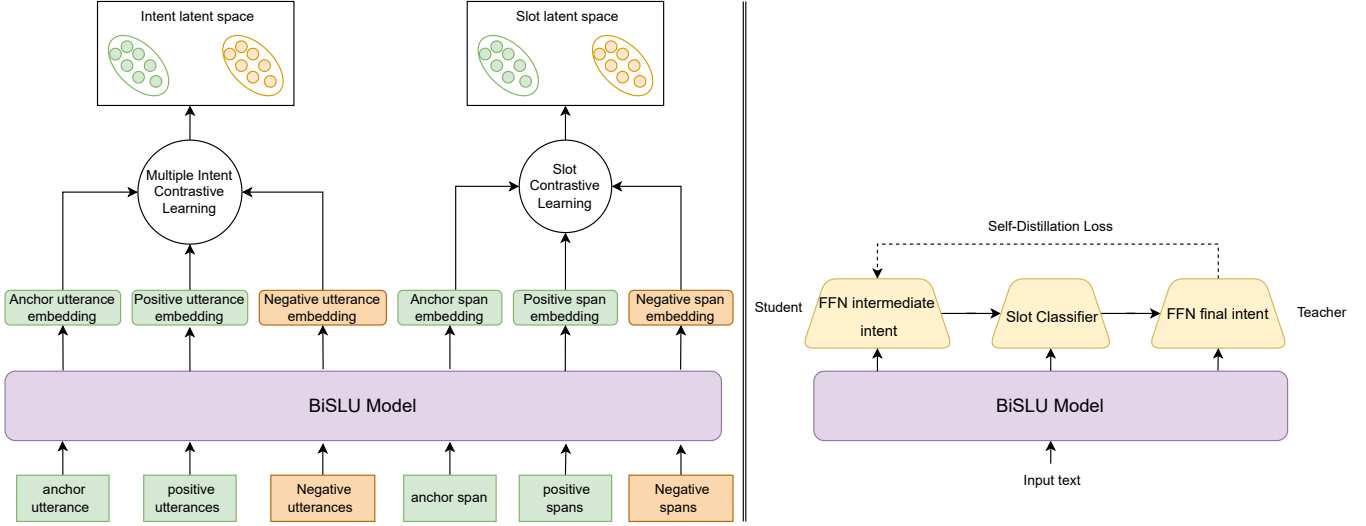 Intent latent space
Slot latent space
Multiple Intent
Contrastive
Learning
Slot
Contrastive
Learning
Anchor utterance
embedding
Positive utterance
embedding
Negative utterance
embedding
Anchor span
embedding
Positive span
embedding
Negative span
embedding
BiSLU Model
anchor
utterance
positive
utterances
Negative
utterances
anchor span
positive
spans
Negative
spans
Self-Distillation Loss
Student
FFN intermediate
intent
Slot Classifier
FFN final intent
Teacher
BiSLU Model
Input text